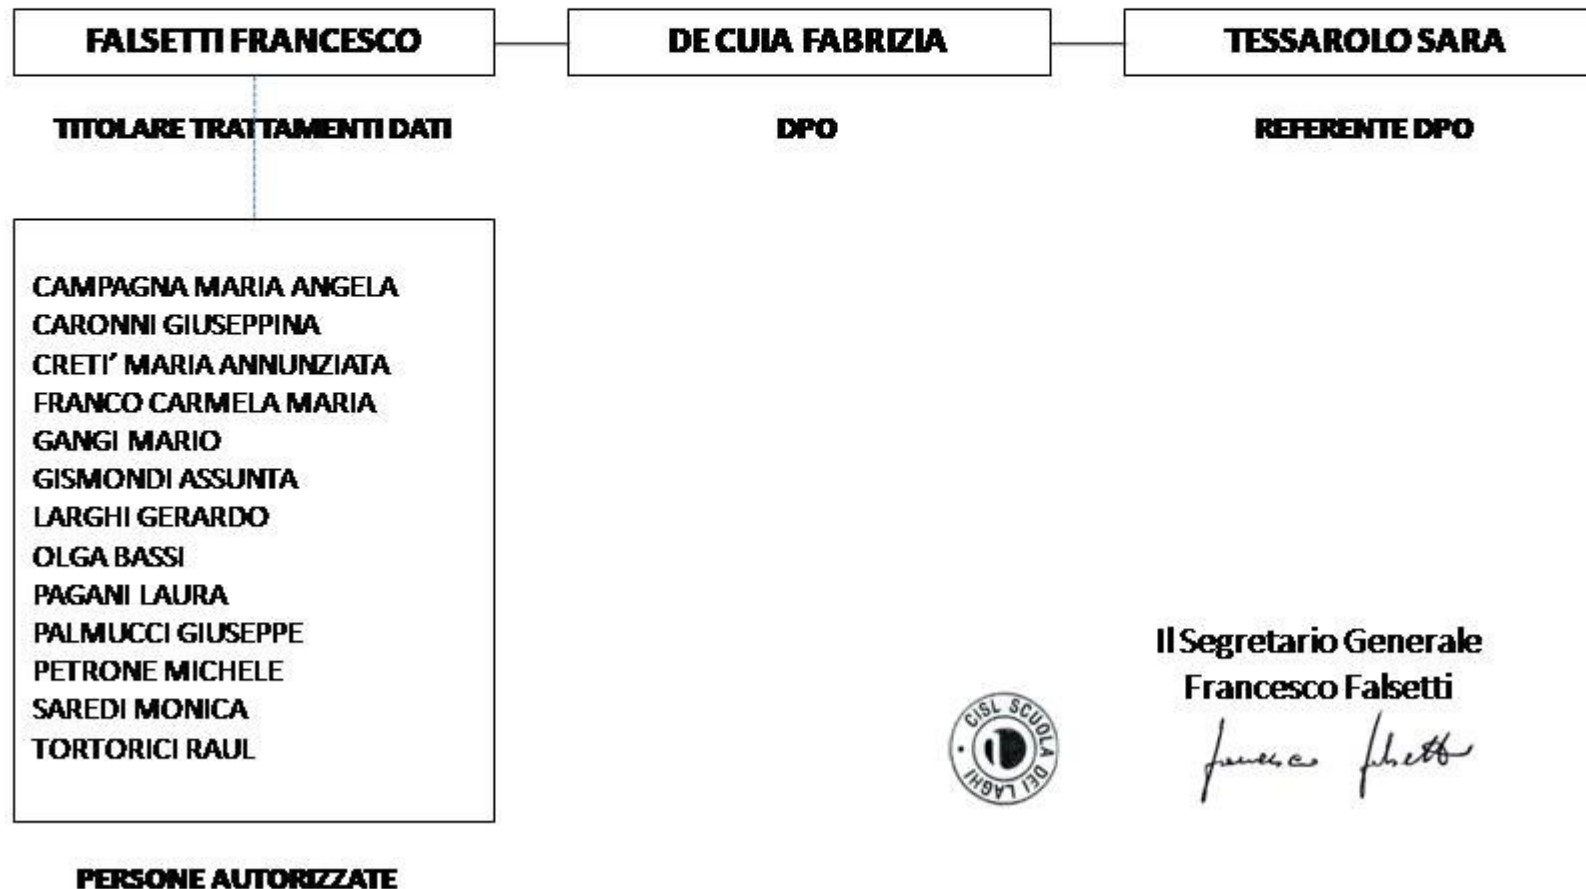 FALSETTI FRANCESCO
DE CUIA FABRIZIA
TESSAROLO SARA
TITOLARE TRATTAMENTI DATI
DPO
REFERENTE DPO
CAMPAGNA MARIA ANGELA
CARONNI GIUSEPPINA
CRETI’ MARIA ANNUNZIATA
FRANCO CARMELA MARIA
GANGI MARIO
GISMONDI ASSUNTA
LARGHI GERARDO
OLGA BASSI
PAGANI LAURA
PALMUCCI GIUSEPPE
PETRONE MICHELE
SAREDI MONICA
TORTORICI RAUL
PERSONE AUTORIZZATE
Il Segretario Generale
Francesco Falsetti
CISL SCUOLA DEI LAGHI
francesco falsetti